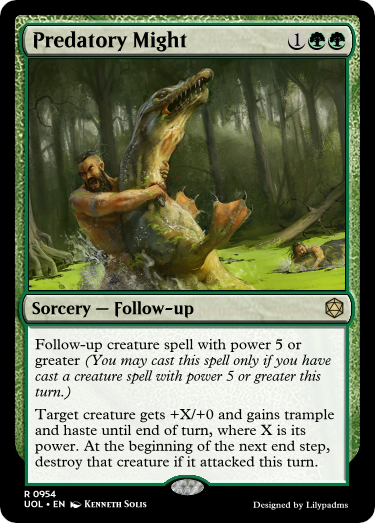 Predatory Might 1
Sorcery — Follow-up
Follow-up creature spell with power 5 or
greater (You may cast this spell only if you have
cast a creature spell with power 5 or greater this
turn.)
Target creature gets +X/+0 and gains trample
and haste until end of turn, where X is its
power. At the beginning of the next end step,
destroy that creature if it attacked this turn.
R 0954
UOL • EN Kenneth Solis
Designed by Lilypadms